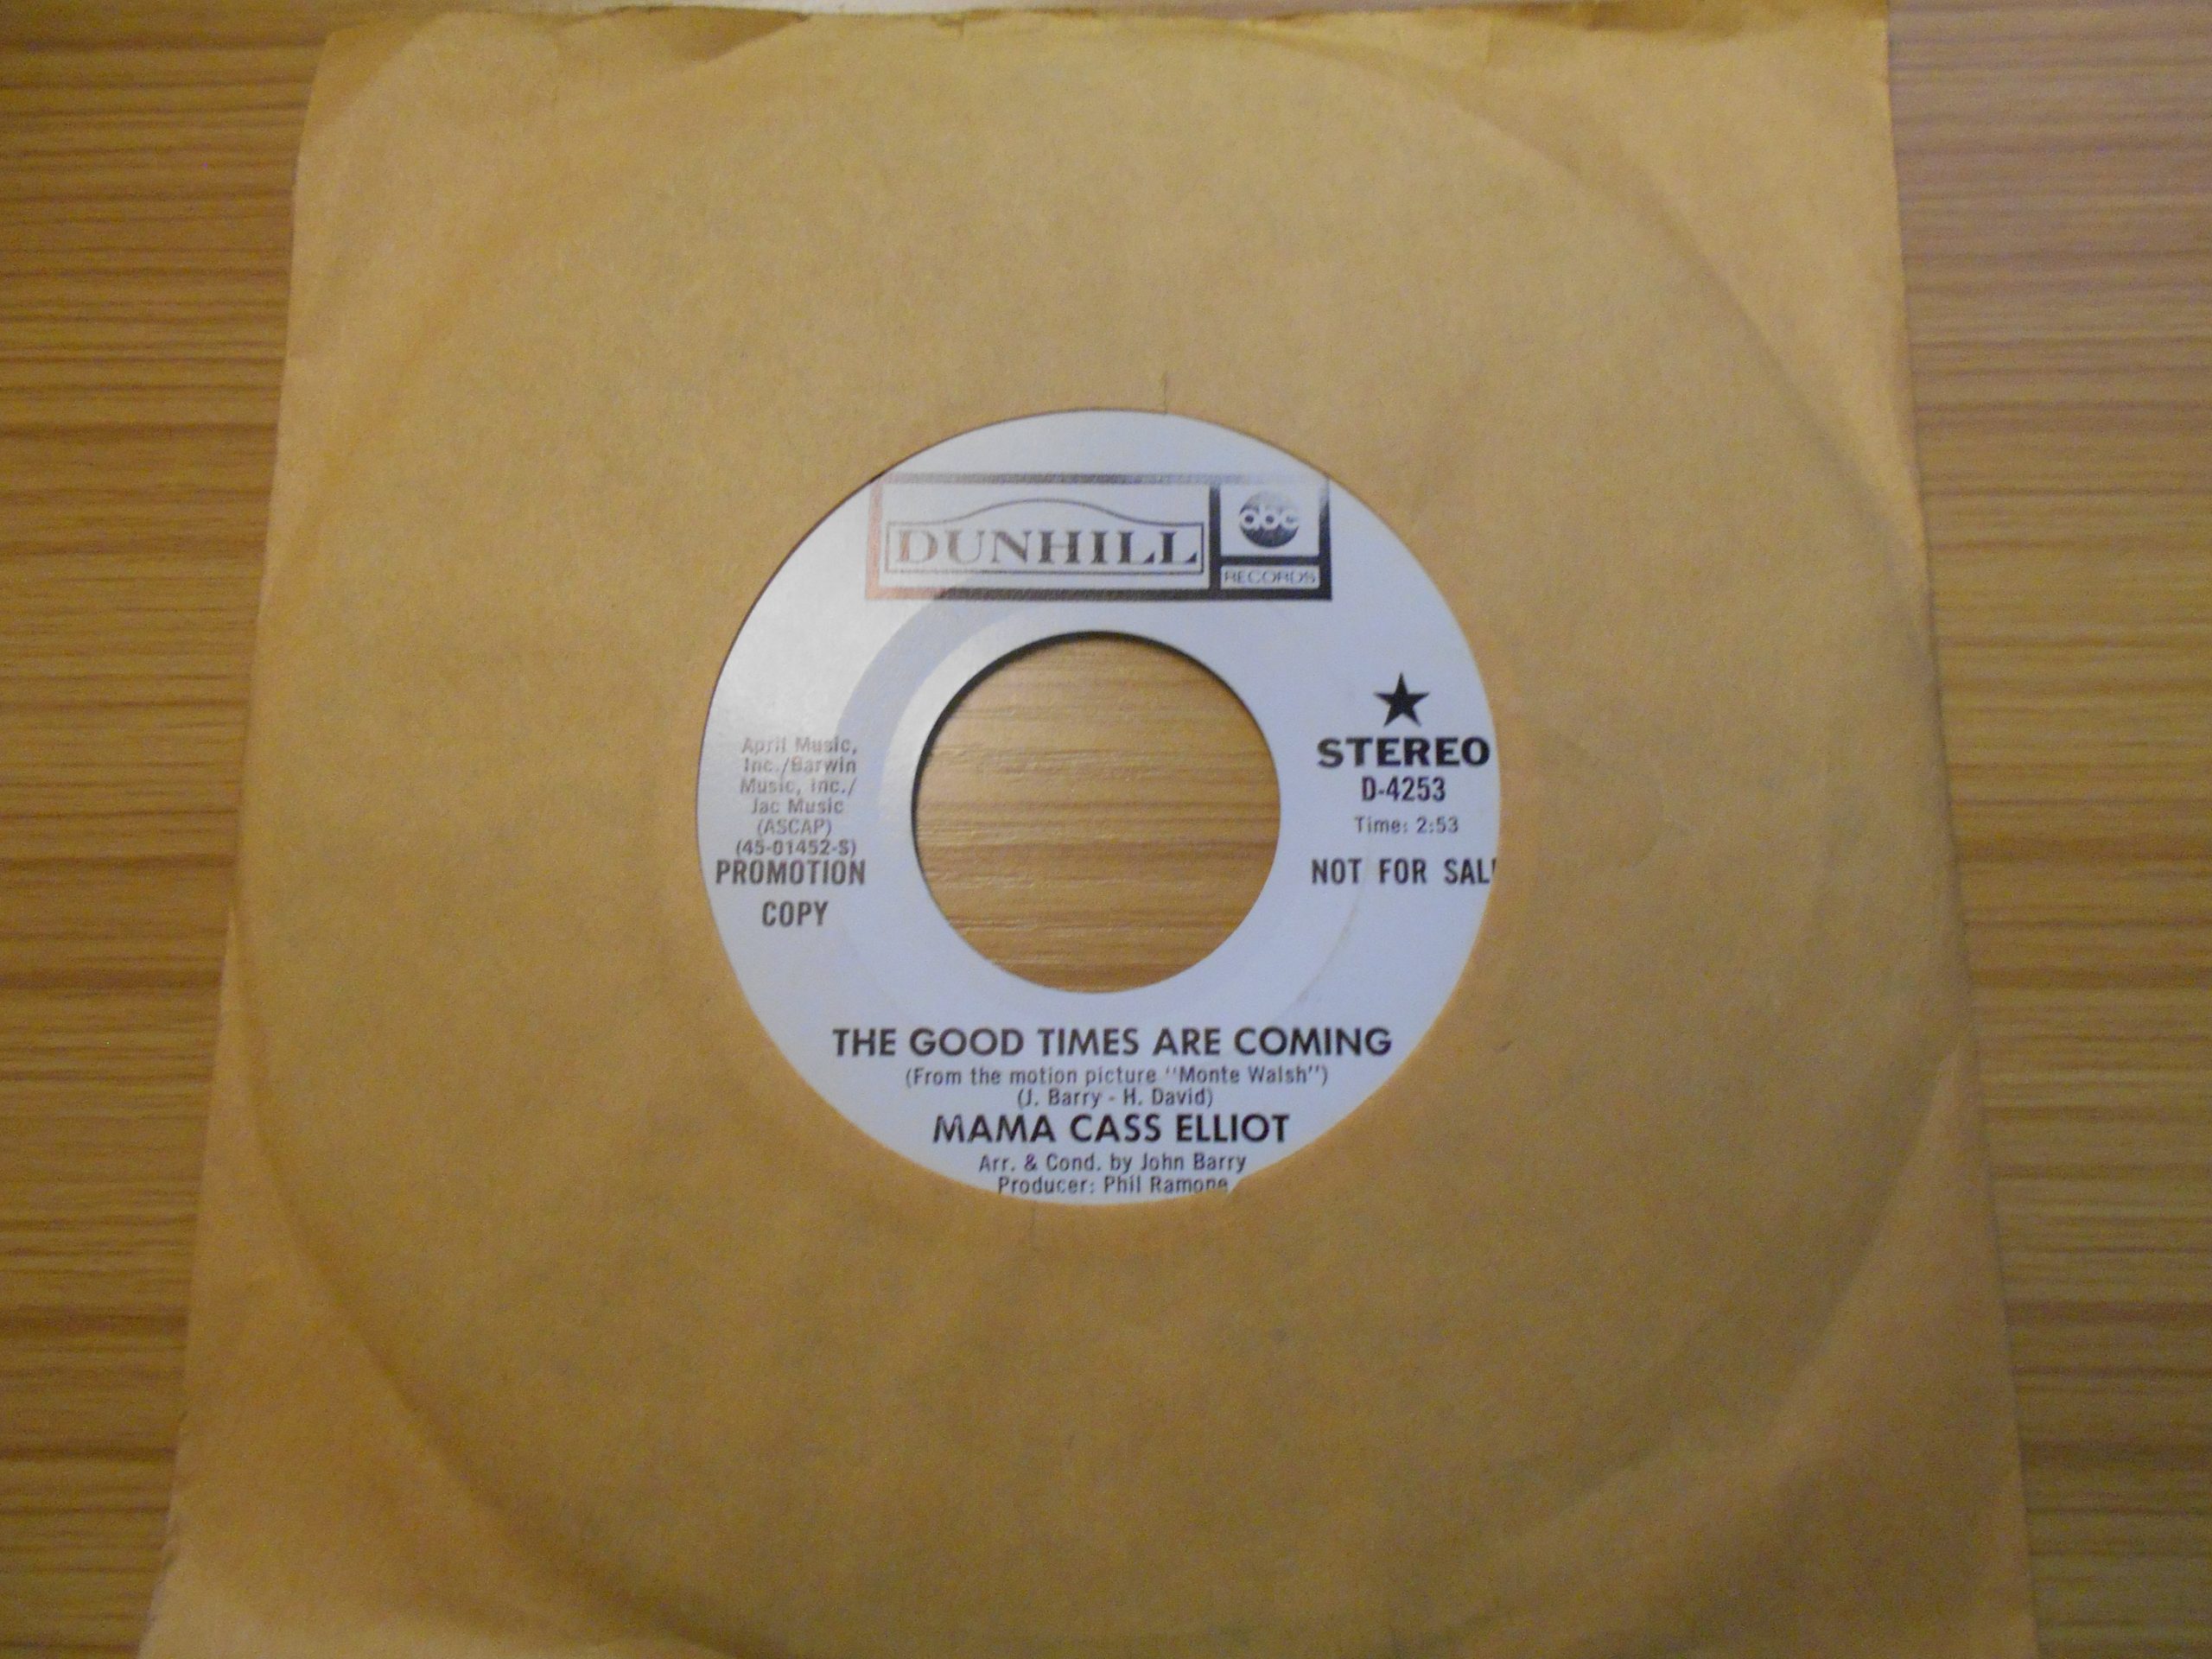 DUNHILL
abc
RECORDS
April Music,
Inc./Barwin
Music, Inc./
Jac Music
(ASCAP)
(45-01452-S)
PROMOTION
COPY
★
STEREO
D-4253
Time: 2:53
NOT FOR SALE
THE GOOD TIMES ARE COMING
(From the motion picture "Monte Walsh")
(J. Barry - H. David)
MAMA CASS ELLIOT
Arr. & Cond. by John Barry
Producer: Phil Ramone